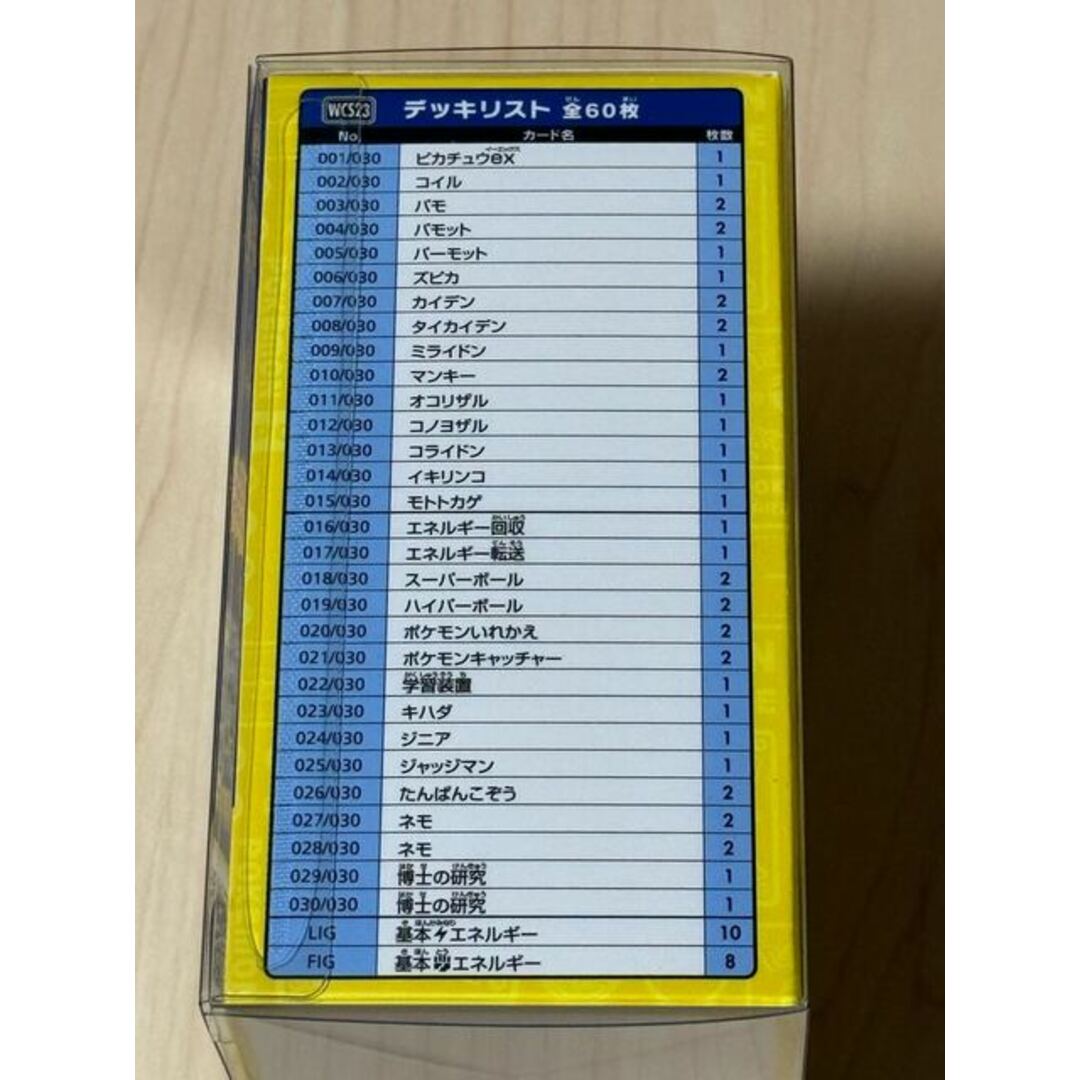 WCS23 デッキリスト 全60枚
No. カード名 枚数
001/030 ピカチュウex 1
002/030 コイル 1
003/030 パモ 2
004/030 パモット 2
005/030 パーモット 1
006/030 ズピカ 1
007/030 カイデン 2
008/030 タイカイデン 2
009/030 ミライドン 1
010/030 マンキー 2
011/030 オコリザル 1
012/030 コノヨザル 1
013/030 コライドン 1
014/030 イキリンコ 1
015/030 モトトカゲ 1
016/030 エネルギー回収 1
017/030 エネルギー転送 1
018/030 スーパーボール 2
019/030 ハイパーボール 2
020/030 ポケモンいれかえ 2
021/030 ポケモンキャッチャー 2
022/030 学習装置 1
023/030 キハダ 1
024/030 ジニア 1
025/030 ジャッジマン 1
026/030 たんぱんこぞう 2
027/030 ネモ 2
028/030 ネモ 2
029/030 博士の研究 1
030/030 博士の研究 1
LIG 基本エネルギー 10
FIG 基本エネルギー 8